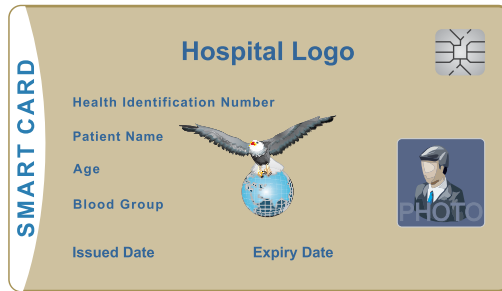 Hospital Logo
SMART CARD
Health Identification Number
Patient Name
Age
Blood Group
PHOTO
Issued Date
Expiry Date